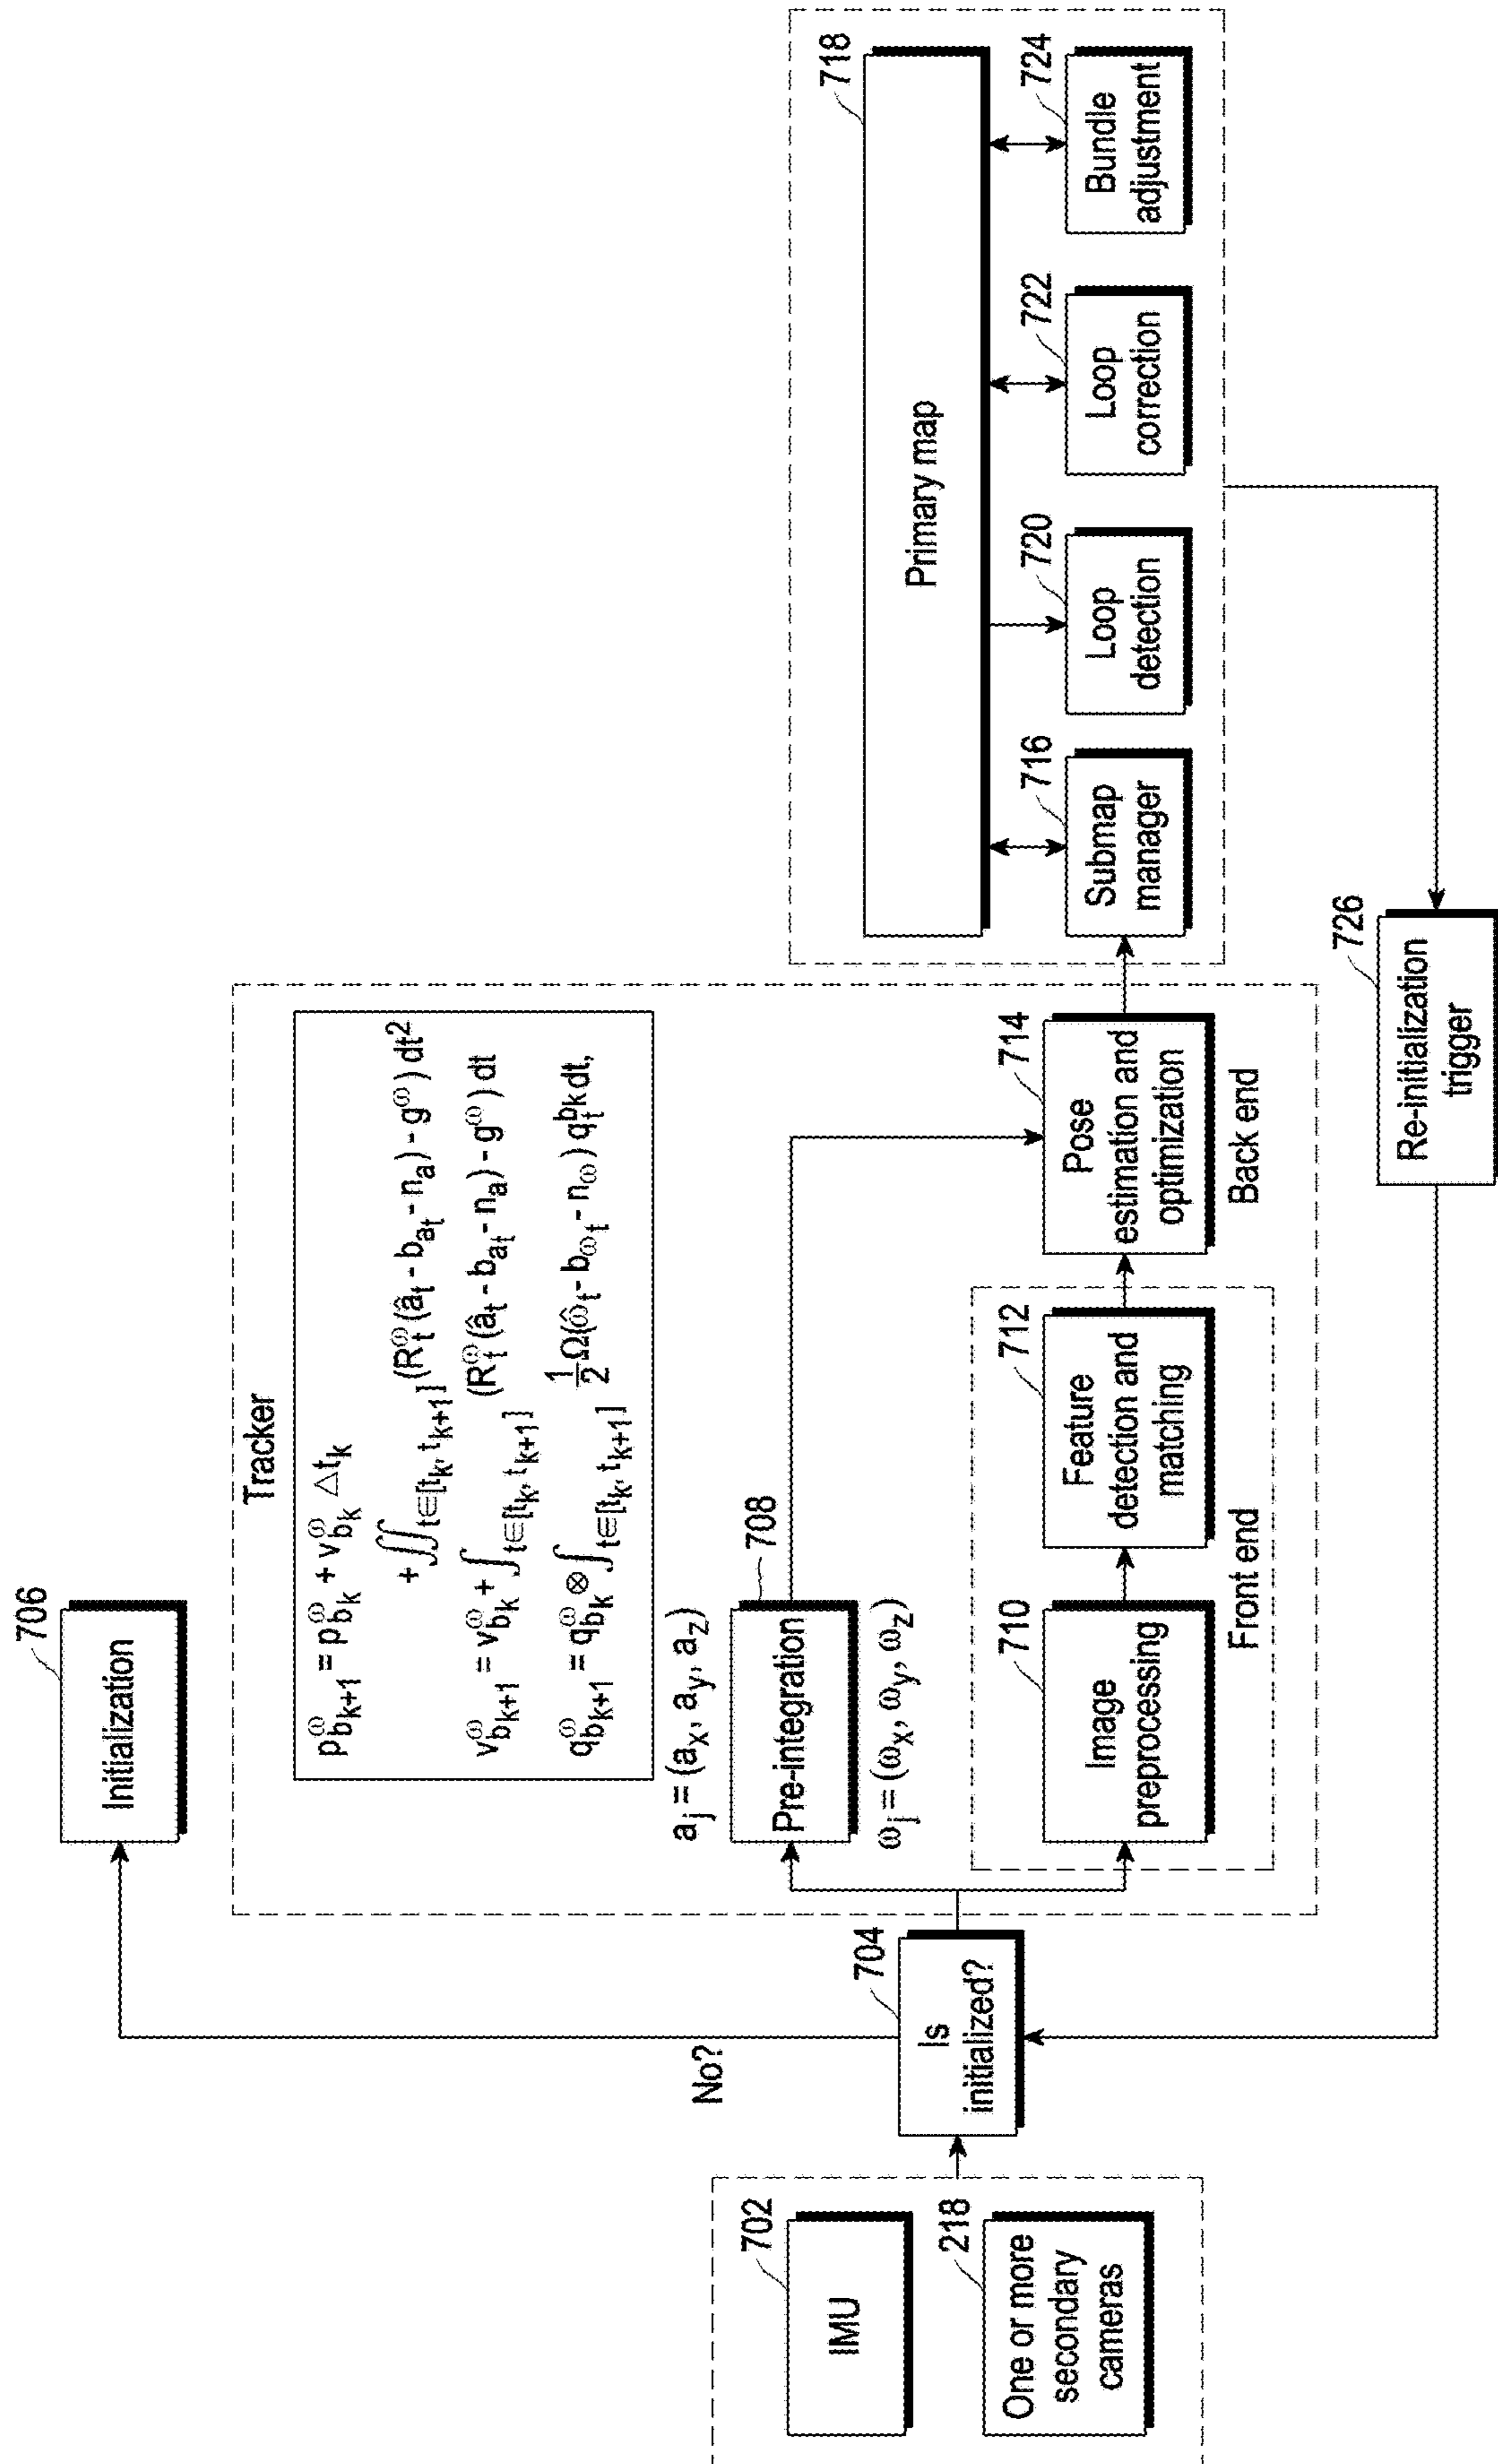 706
Initialization
Tracker
p^ω_{b_{k+1}} = p^ω_{b_k} + v^ω_{b_k} △t_k
+ ∬_{t∈[t_k, t_{k+1}]} (R^ω_t (â_t - b_{a_t} - n_a) - g^ω) dt²
v^ω_{b_{k+1}} = v^ω_{b_k} + ∫_{t∈[t_k, t_{k+1}]} (R^ω_t (â_t - b_{a_t} - n_a) - g^ω) dt
q^ω_{b_{k+1}} = q^ω_{b_k} ⊗ ∫_{t∈[t_k, t_{k+1}]} ½Ω(ω̂_t - b_{ω_t} - n_ω) q^{b_k}_t dt,
No?
702
IMU
218
One or more
secondary
cameras
704
Is
initialized?
a_j = (a_x, a_y, a_z)
708
Pre-integration
ω_j = (ω_x, ω_y, ω_z)
710
Image
preprocessing
712
Feature
detection and
matching
Front end
714
Pose
estimation and
optimization
Back end
718
Primary map
716
Submap
manager
720
Loop
detection
722
Loop
correction
724
Bundle
adjustment
726
Re-initialization
trigger